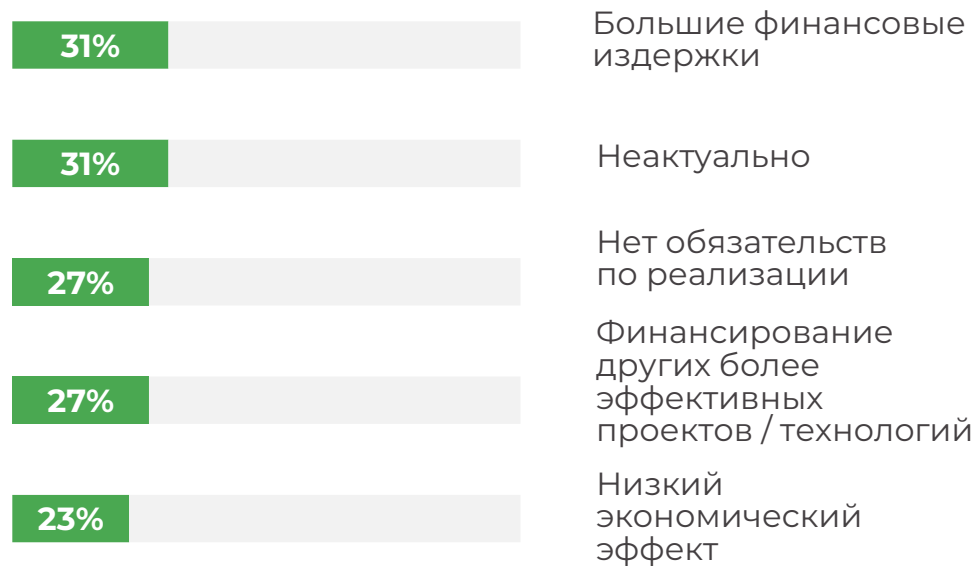 31%
Большие финансовые
издержки
31%
Неактуально
27%
Нет обязательств
по реализации
27%
Финансирование
других более
эффективных
проектов / технологий
23%
Низкий
экономический
эффект